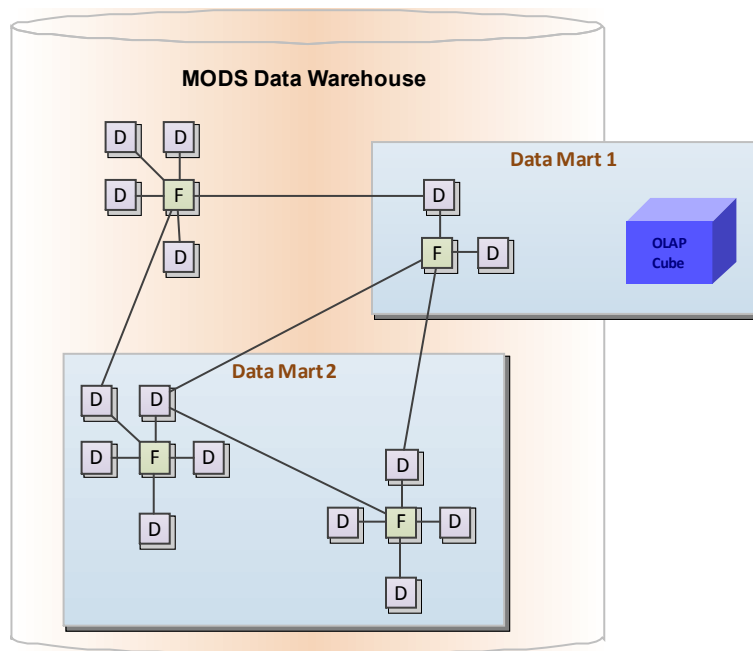 MODS Data Warehouse
D D
Data Mart 1
D F D
OLAP
Cube
D F D
Data Mart 2
D D
D F D
D
D
D F D
D